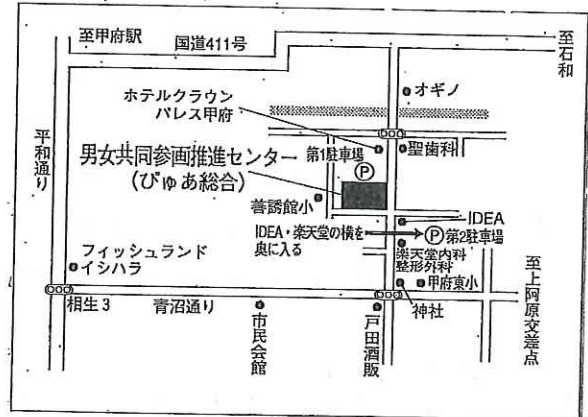 至甲府駅
国道411号
至石和
オギノ
ホテルクラウン
パレス甲府
平和通り
男女共同参画推進センター
(ぴゅあ総合)
第1駐車場
P
聖歯科
善誘館小
IDEA
IDEA・楽天堂の横を
奥に入る
P 第2駐車場
楽天堂内科
整形外科
フィッシュランド
イシハラ
甲府東小
至上阿原交差点
相生3
青沼通り
市民会館
戸田酒販
神社